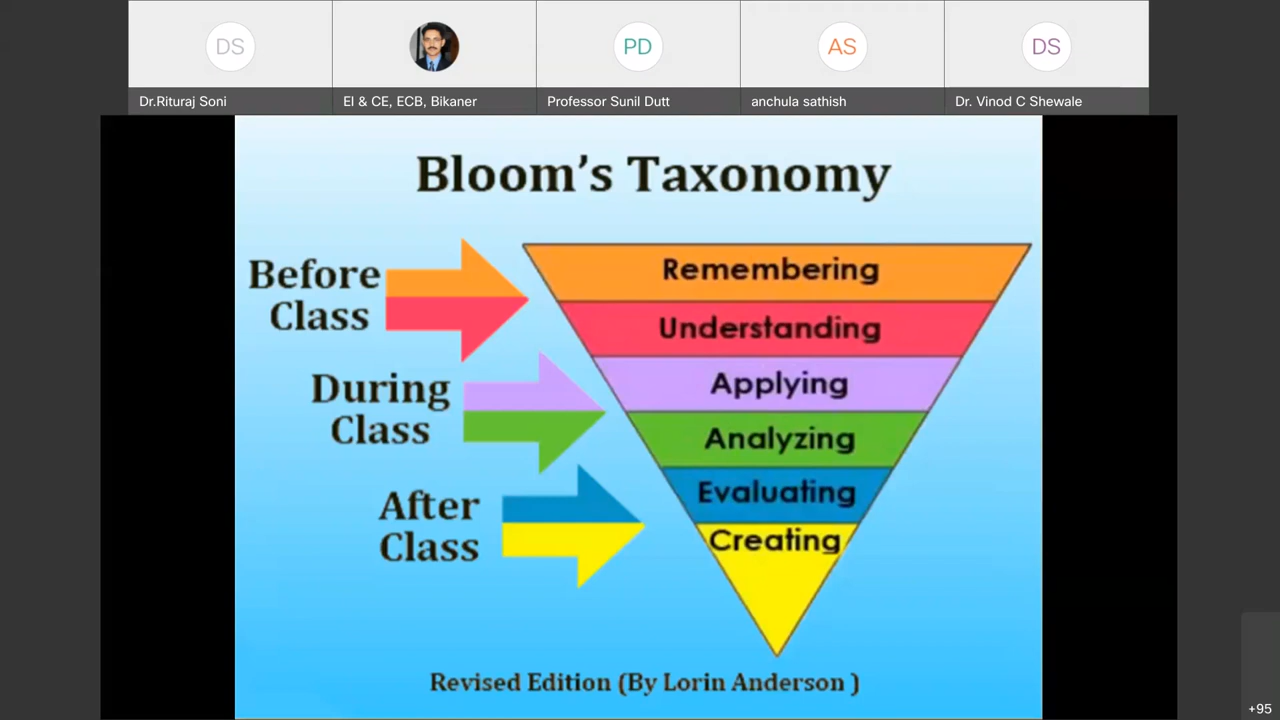 DS
PD
AS
DS
Dr.Rituraj Soni
EI & CE, ECB, Bikaner
Professor Sunil Dutt
anchula sathish
Dr. Vinod C Shewale
Bloom's Taxonomy
Before
Class
During
Class
After
Class
Remembering
Understanding
Applying
Analyzing
Evaluating
Creating
Revised Edition (By Lorin Anderson )
+95